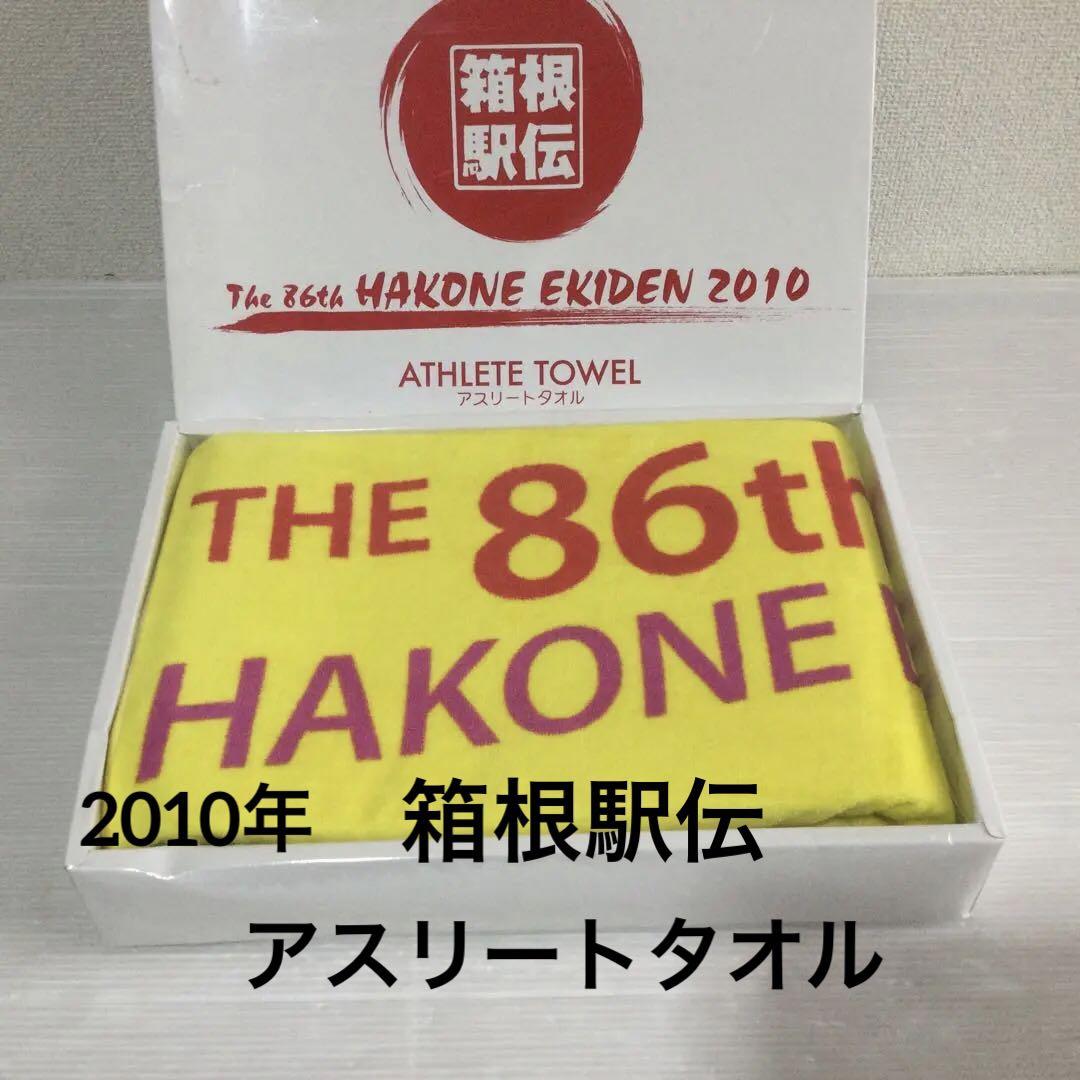 箱根
駅伝
The 86th HAKONE EKIDEN 2010
ATHLETE TOWEL
アスリートタオル
THE 86th
HAKONE
2010年 箱根駅伝
アスリートタオル